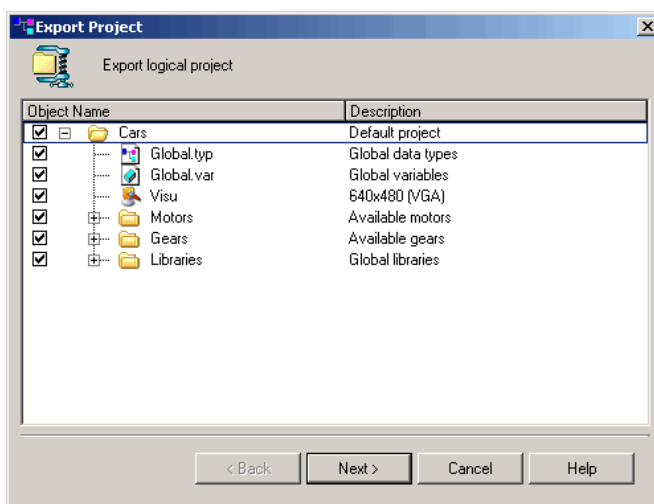 Export Project
Export logical project
Object Name Description
Cars Default project
Global.typ Global data types
Global.var Global variables
Visu 640x480 (VGA)
Motors Available motors
Gears Available gears
Libraries Global libraries
< Back Next > Cancel Help